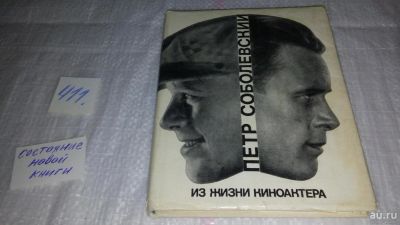 411.
состояние
новой
книги
ПЕТР СОБОЛЕВСКИЙ
ИЗ ЖИЗНИ КИНОАКТЕРА
au.ru